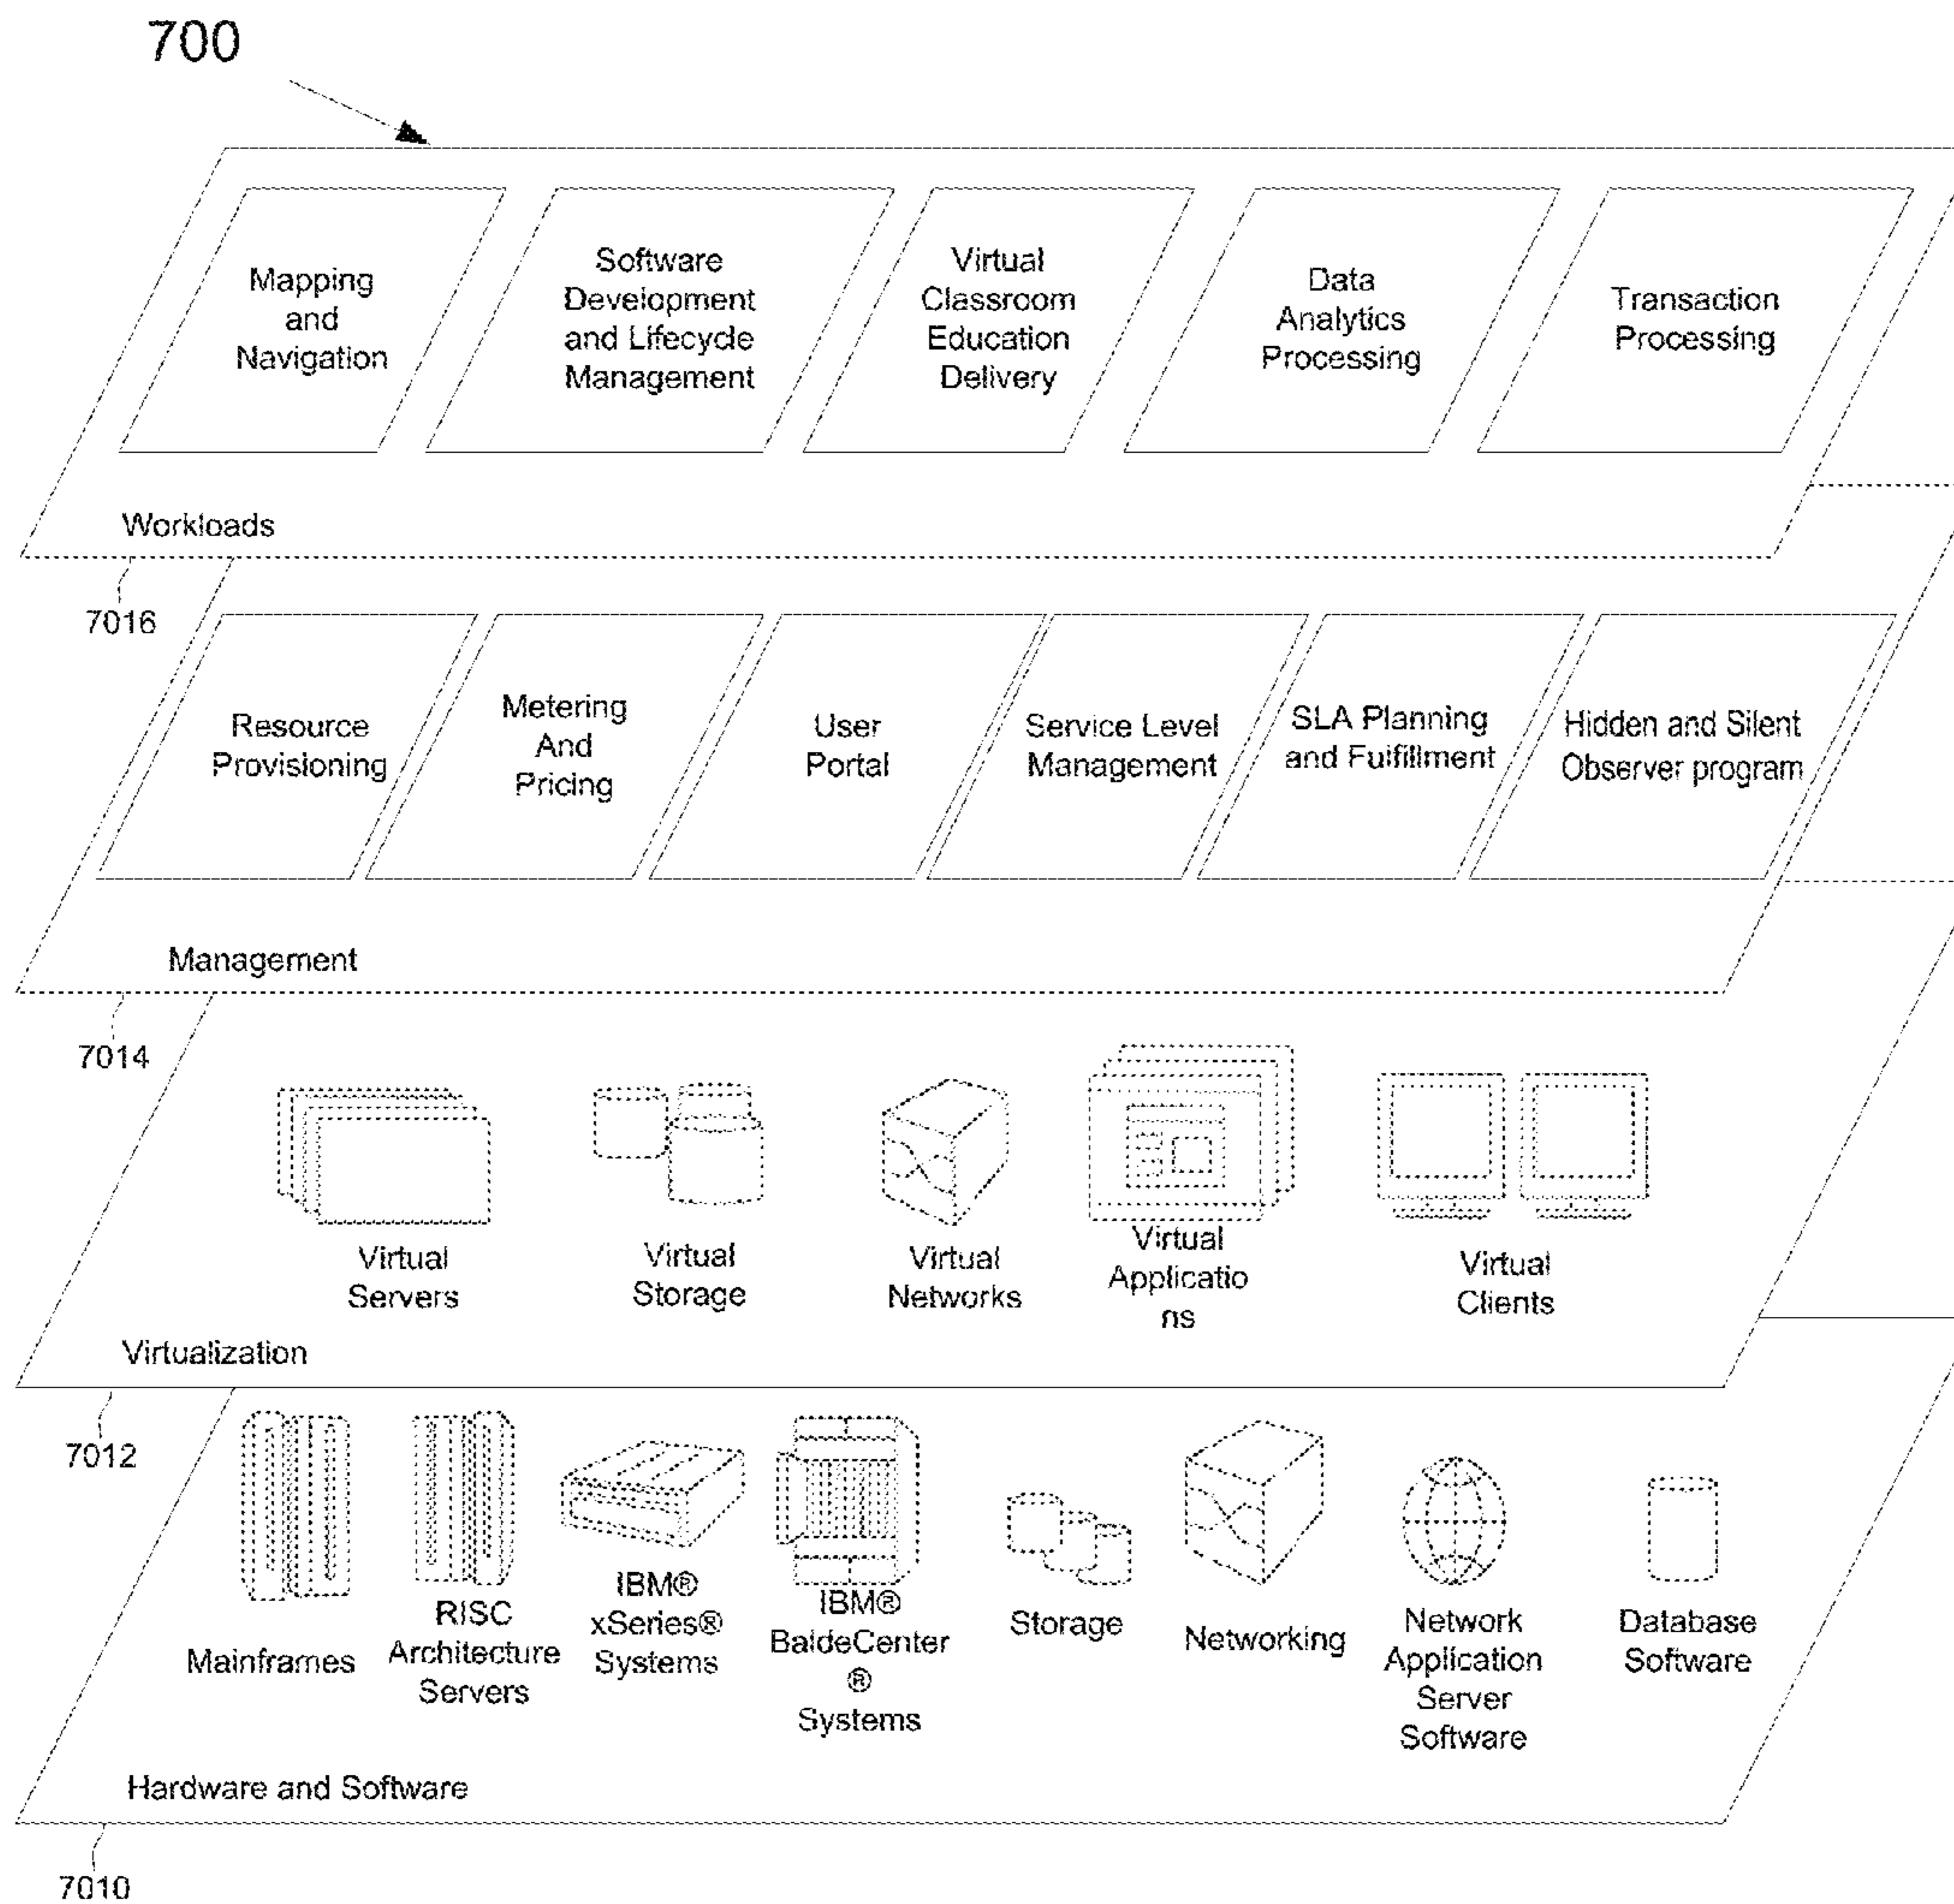 700
Mapping
and
Navigation
Software
Development
and Lifecycle
Management
Virtual
Classroom
Education
Delivery
Data
Analytics
Processing
Transaction
Processing
Workloads
7016
Resource
Provisioning
Metering
And
Pricing
User
Portal
Service Level
Management
SLA Planning
and Fulfillment
Hidden and Silent
Observer program
Management
7014
Virtual
Servers
Virtual
Storage
Virtual
Networks
Virtual
Applicatio
ns
Virtual
Clients
Virtualization
7012
Mainframes
RISC
Architecture
Servers
IBM®
xSeries®
Systems
IBM®
BaldeCenter
®
Systems
Storage
Networking
Network
Application
Server
Software
Database
Software
Hardware and Software
7010